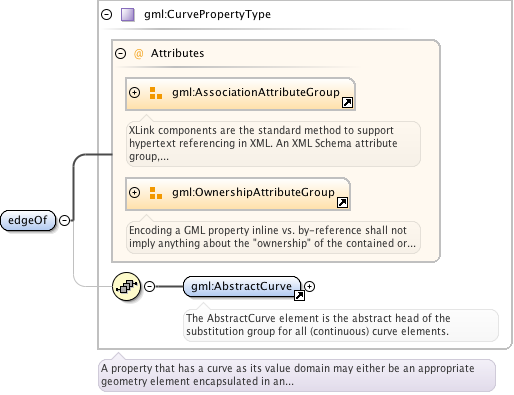 gml:CurvePropertyType
@ Attributes
gml:AssociationAttributeGroup
XLink components are the standard method to support
hypertext referencing in XML. An XML Schema attribute
group,...
gml:OwnershipAttributeGroup
Encoding a GML property inline vs. by-reference shall not
imply anything about the "ownership" of the contained or...
edgeOf
gml:AbstractCurve
The AbstractCurve element is the abstract head of the
substitution group for all (continuous) curve elements.
A property that has a curve as its value domain may either be an appropriate
geometry element encapsulated in an...